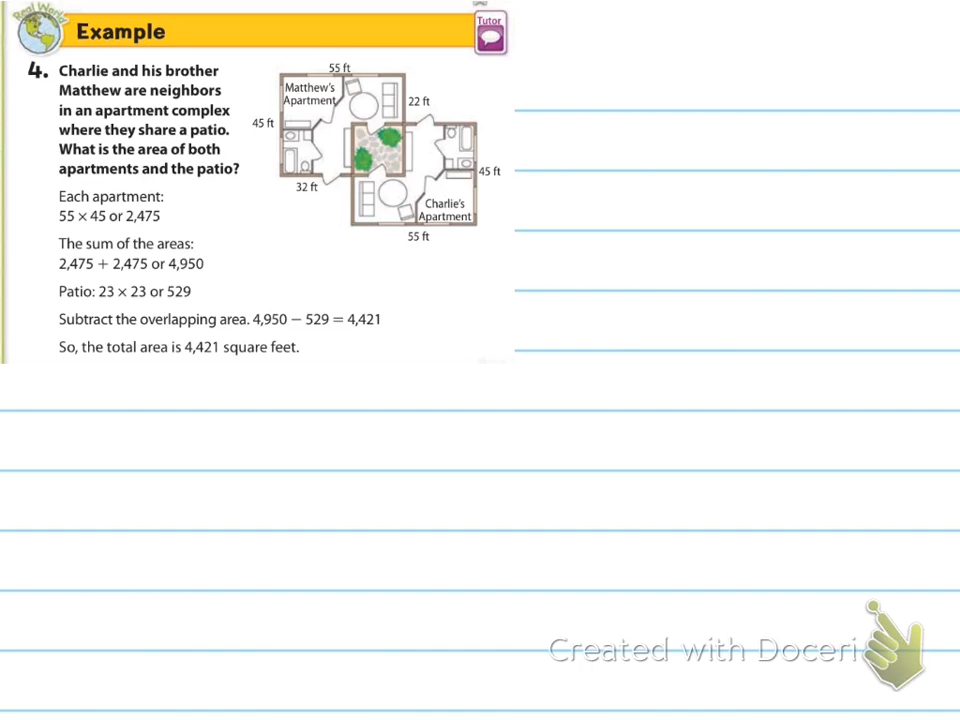 Real World
Example
Tutor
4. Charlie and his brother
Matthew are neighbors
in an apartment complex
where they share a patio.
What is the area of both
apartments and the patio?
55 ft
Matthew's
Apartment
22 ft
45 ft
45 ft
32 ft
Charlie's
Apartment
55 ft
Each apartment:
55 × 45 or 2,475
The sum of the areas:
2,475 + 2,475 or 4,950
Patio: 23 × 23 or 529
Subtract the overlapping area. 4,950 − 529 = 4,421
So, the total area is 4,421 square feet.
Created with Doceri